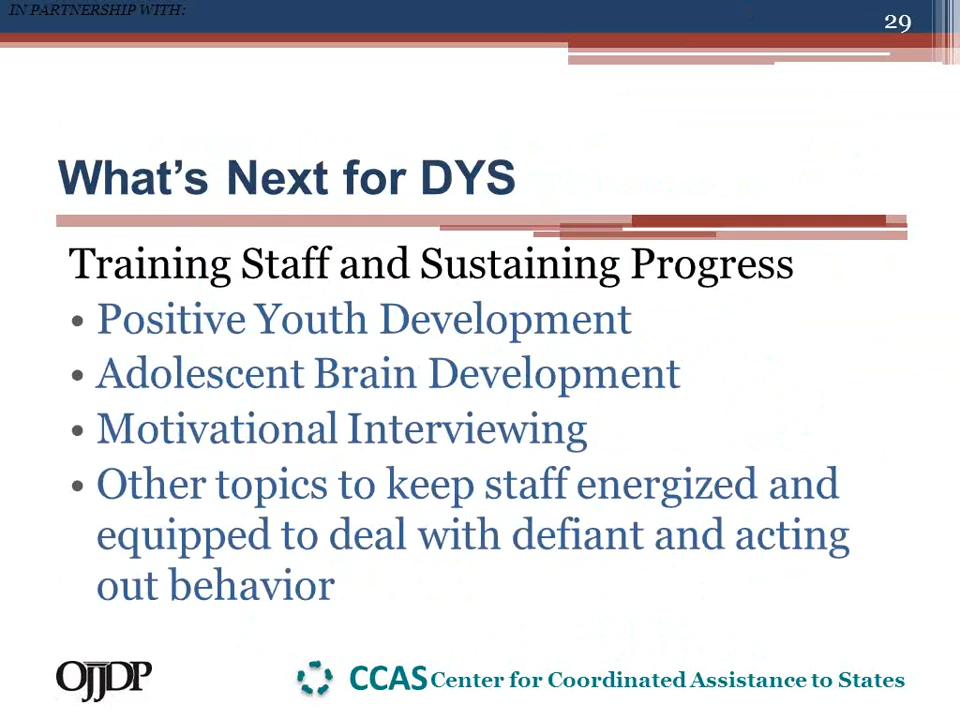 IN PARTNERSHIP WITH:
29
What's Next for DYS
Training Staff and Sustaining Progress
• Positive Youth Development
• Adolescent Brain Development
• Motivational Interviewing
• Other topics to keep staff energized and
equipped to deal with defiant and acting
out behavior
OJJDP
CCAS Center for Coordinated Assistance to States